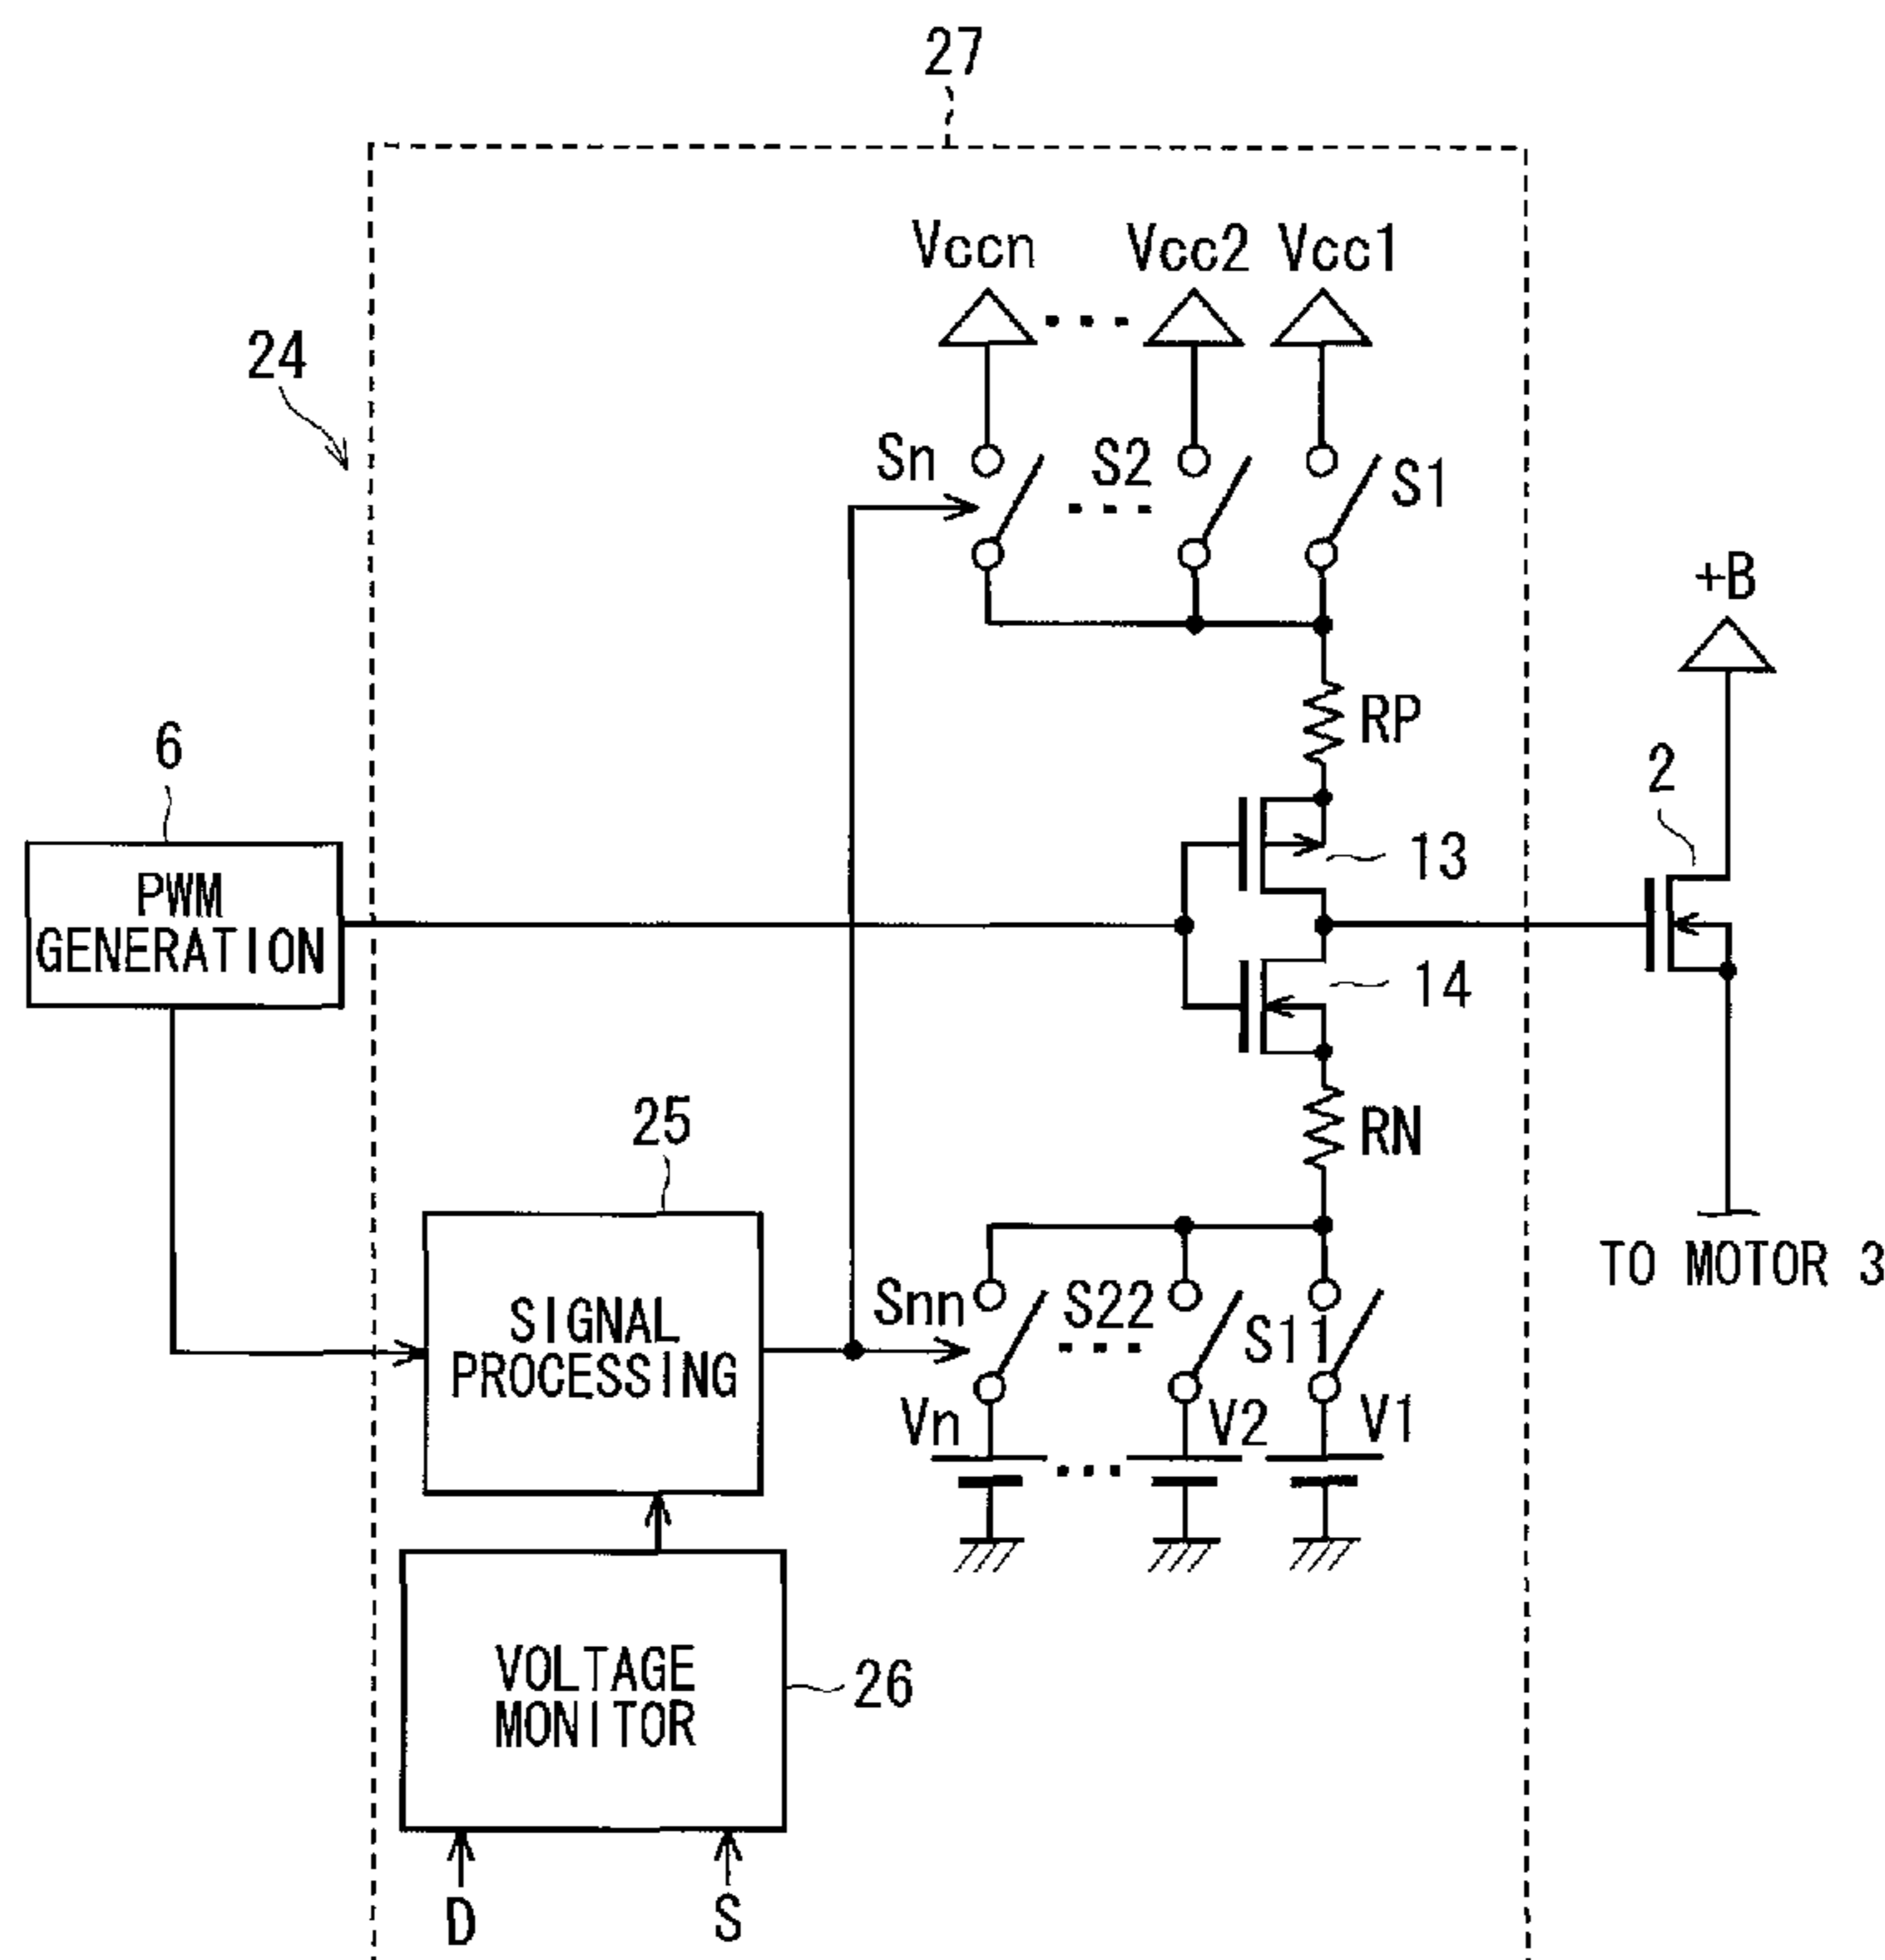 27
Vccn
Vcc2
Vcc1
24
Sn
S2
S1
+B
RP
6
2
PWM
GENERATION
13
14
25
RN
SIGNAL
PROCESSING
Snn
S22
S11
TO MOTOR 3
Vn
V2
V1
VOLTAGE
MONITOR
26
D
S